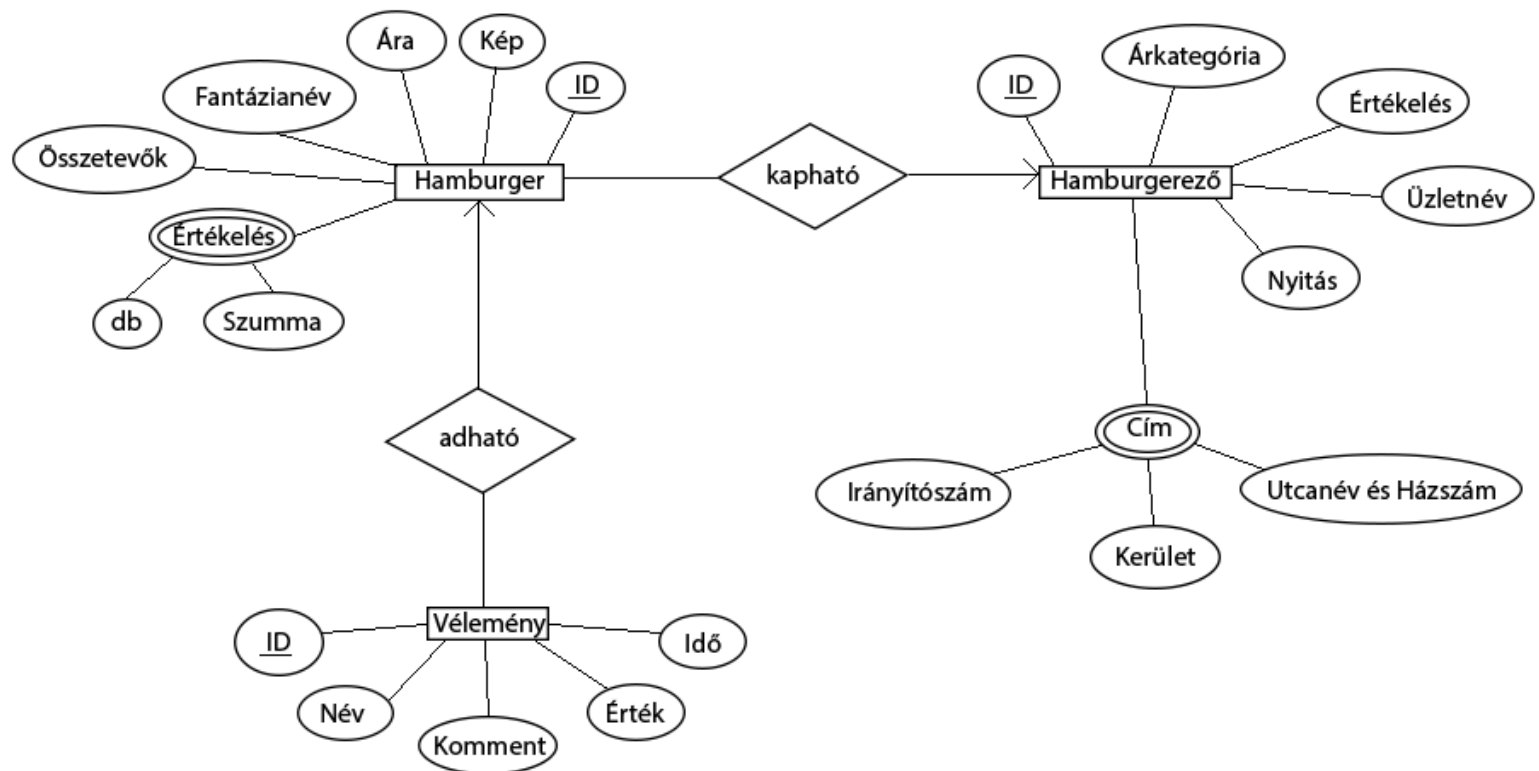 Ára
Kép
ID
Fantázianév
Összetevők
Hamburger
Értékelés
db
Szumma
kapható
ID
Árkategória
Értékelés
Hamburgerező
Üzletnév
Nyitás
Cím
Irányítószám
Kerület
Utcanév és Házszám
adható
Vélemény
ID
Név
Komment
Érték
Idő